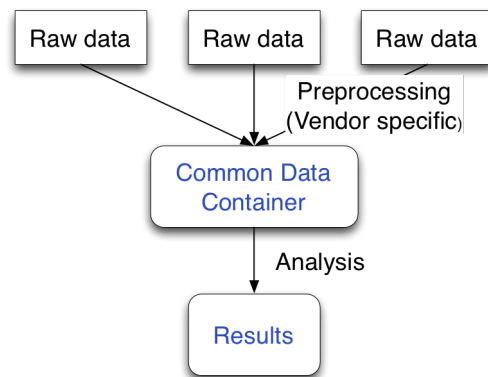 Raw data
Raw data
Raw data
Preprocessing
(Vendor specific)
Common Data
Container
Analysis
Results